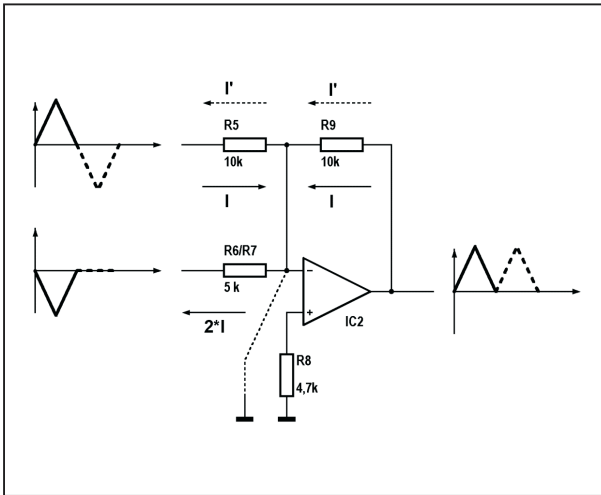 I' I'
R5 R9
10k 10k
I I
R6/R7
5 k
2*I
−
+
IC2
R8
4,7k